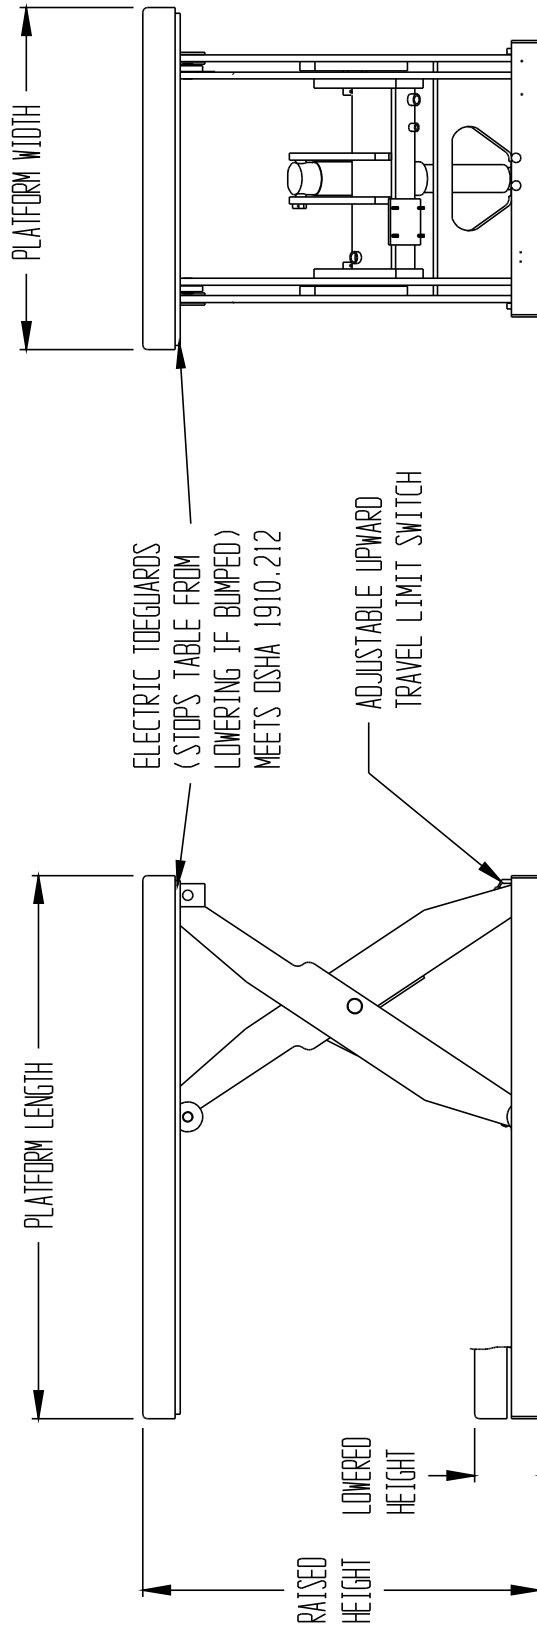 RAISED
HEIGHT
LOWERED
HEIGHT
PLATFORM LENGTH
ELECTRIC TOEGUARDS
(STOPS TABLE FROM
LOWERING IF BUMPED)
MEETS OSHA 1910.212
ADJUSTABLE UPWARD
TRAVEL LIMIT SWITCH
PLATFORM WIDTH